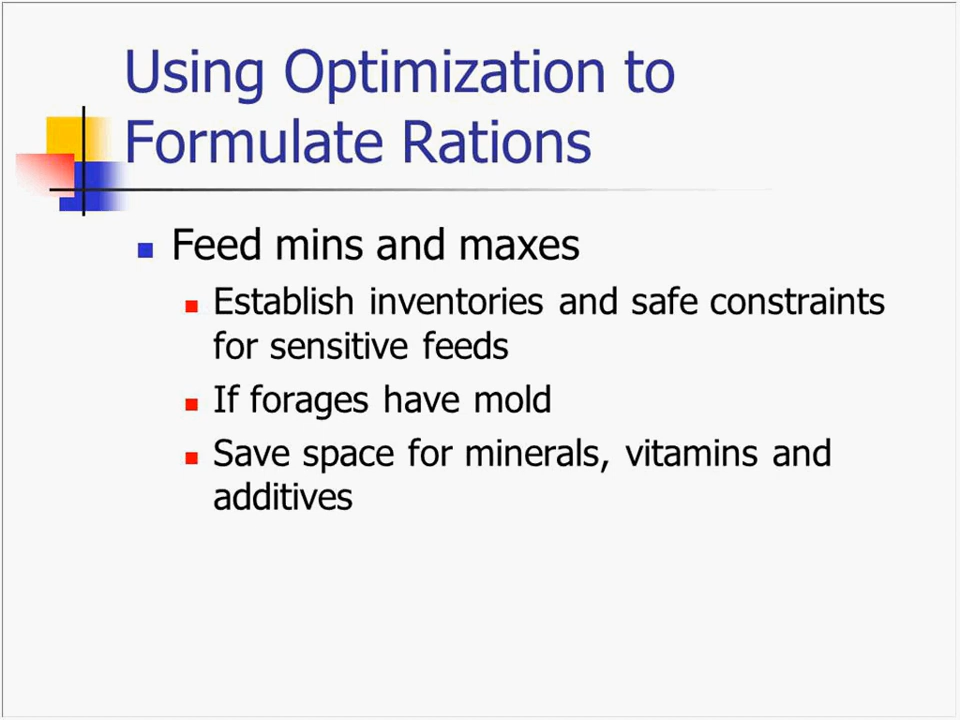 Using Optimization to
Formulate Rations
Feed mins and maxes
Establish inventories and safe constraints
for sensitive feeds
If forages have mold
Save space for minerals, vitamins and
additives